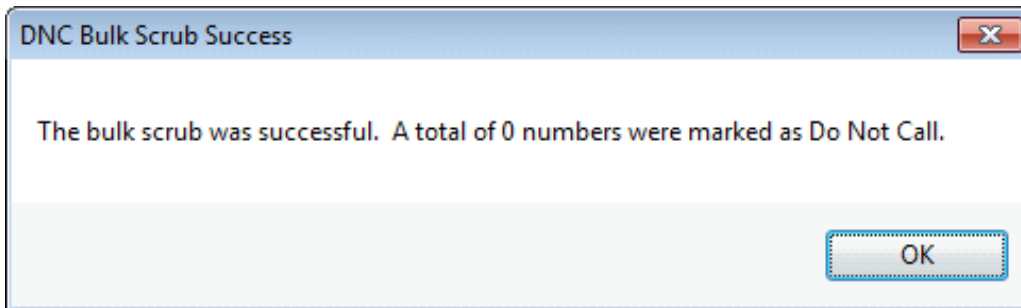 DNC Bulk Scrub Success
The bulk scrub was successful.  A total of 0 numbers were marked as Do Not Call.
OK